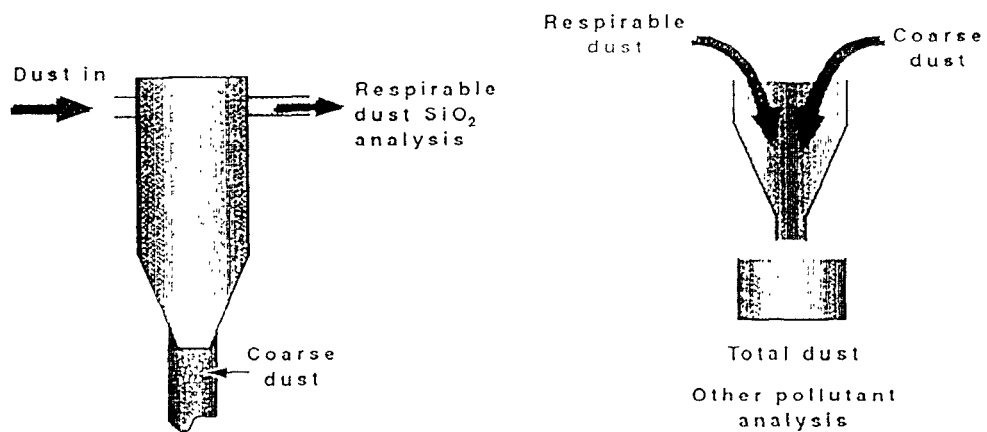 Dust in
Respirable
dust SiO₂
analysis
Coarse
dust
Respirable
dust
Coarse
dust
Total dust
Other pollutant
analysis